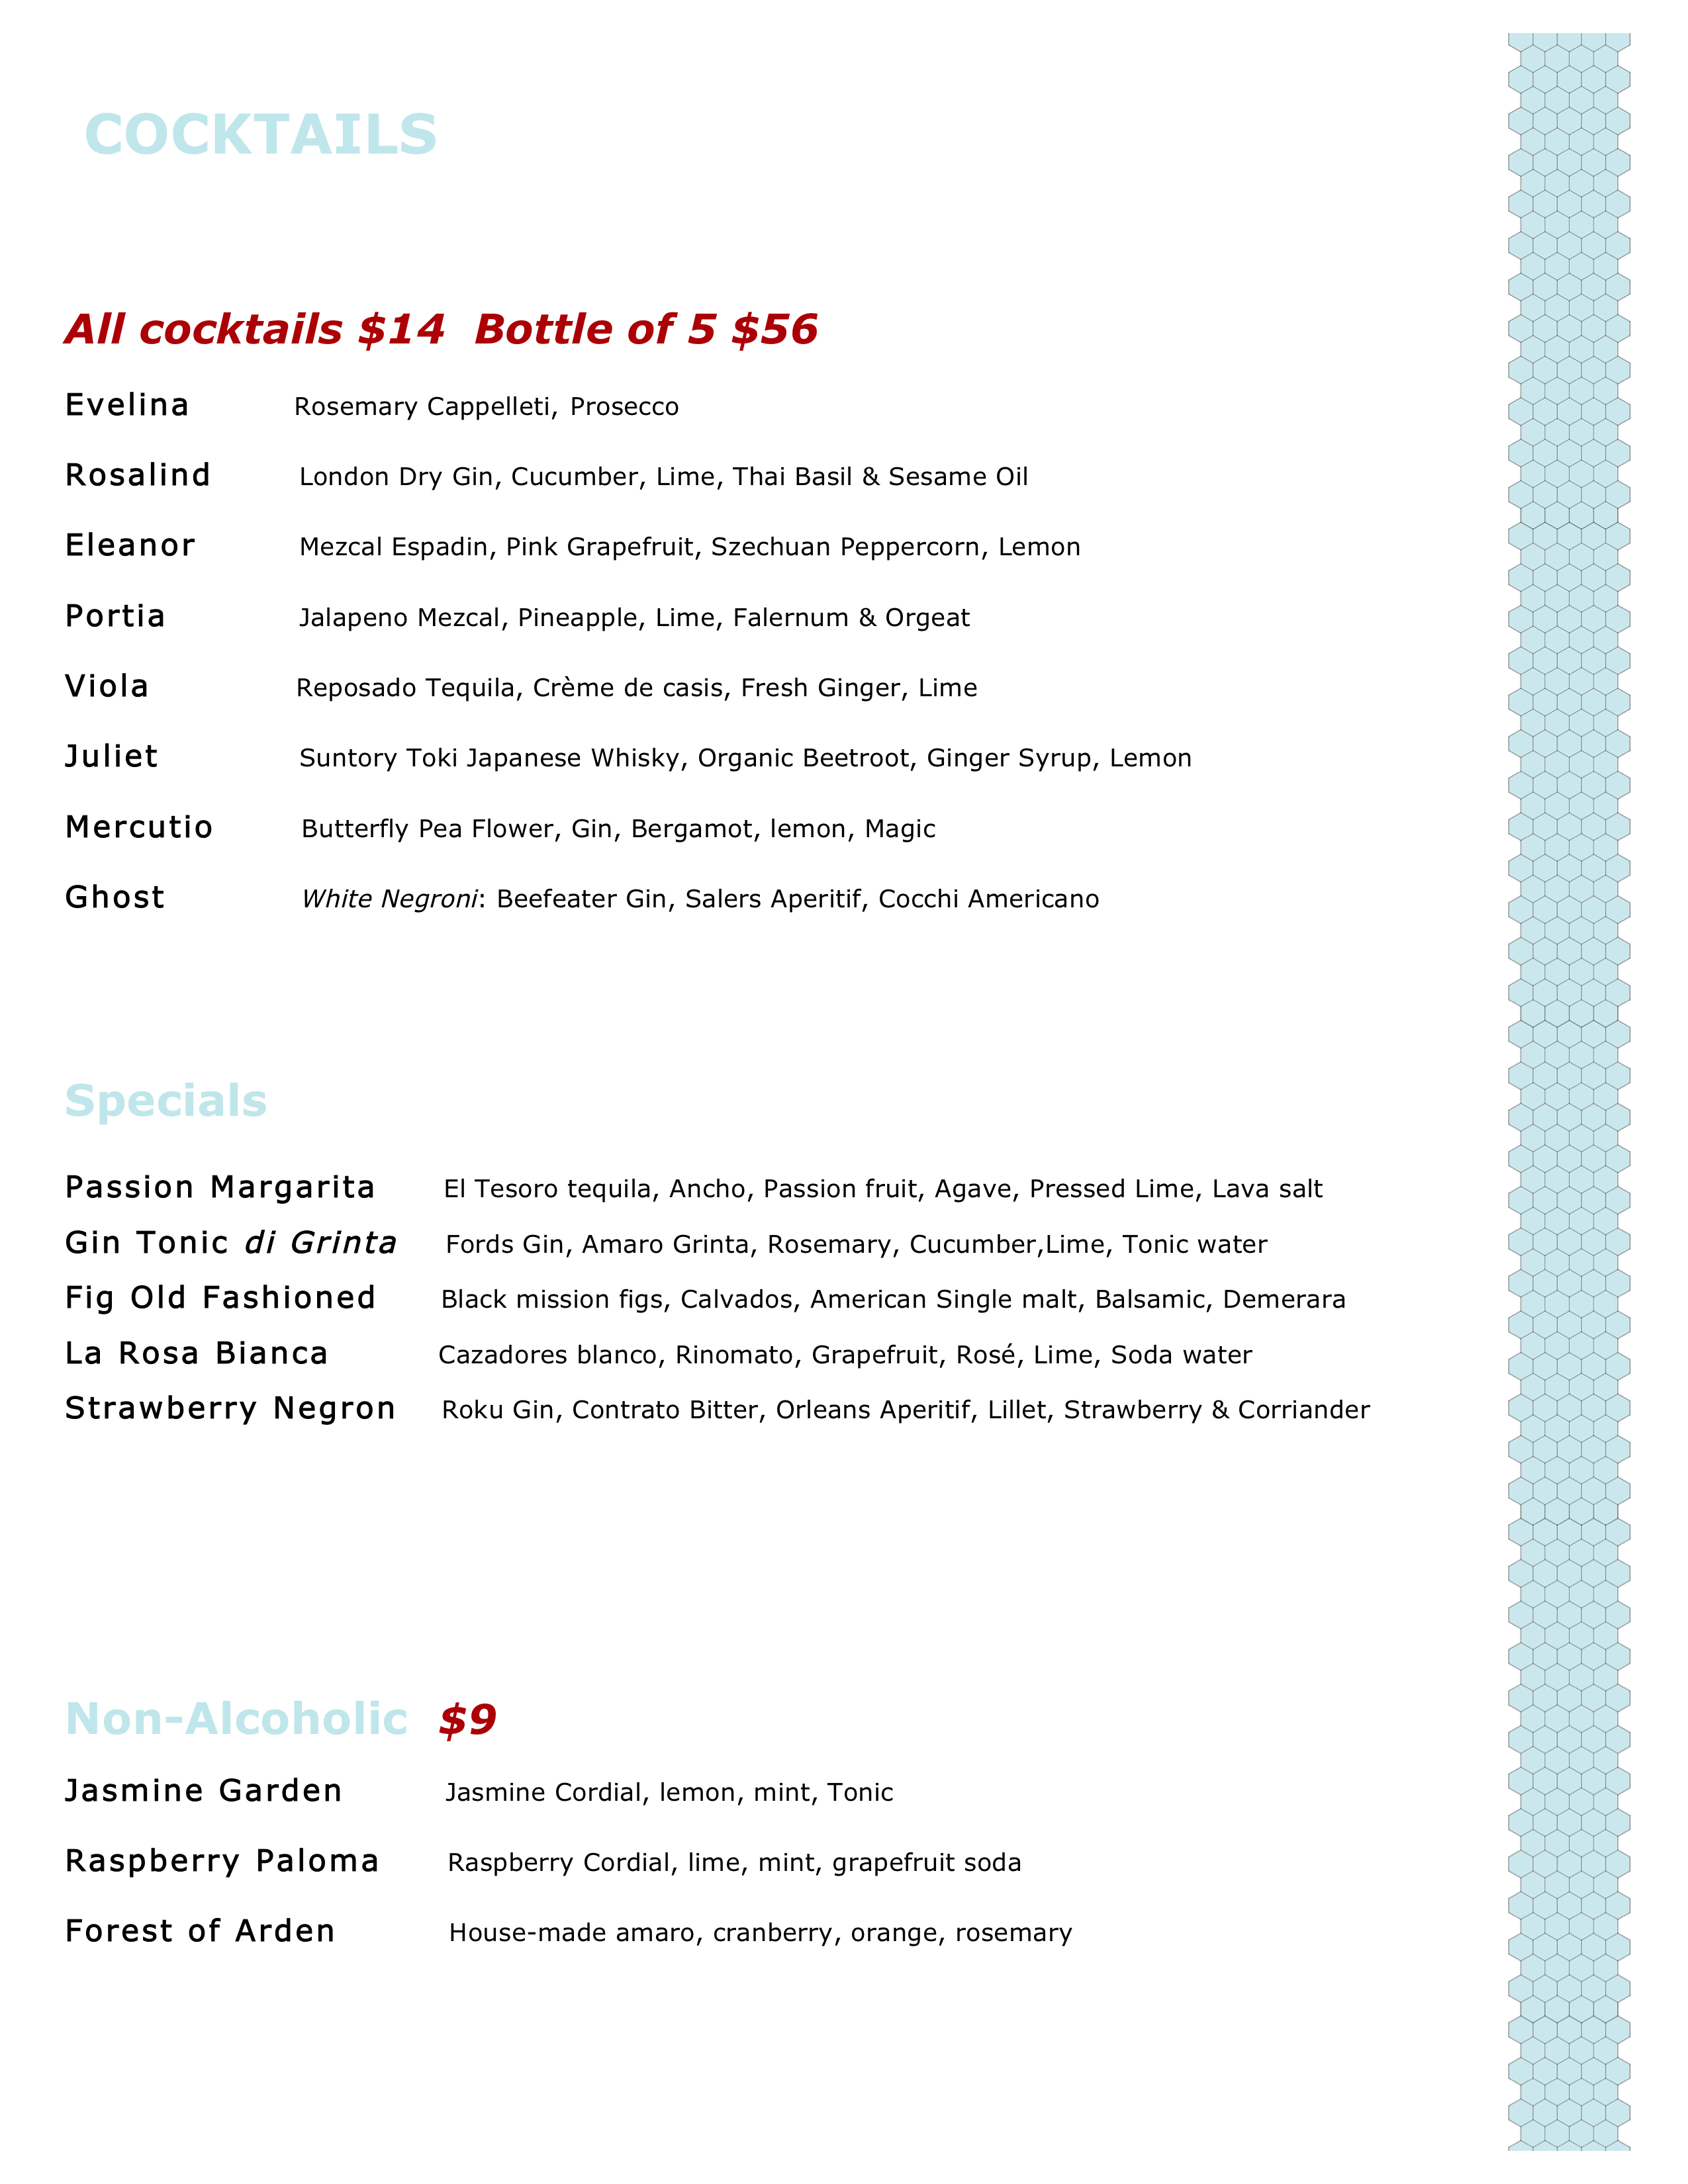 COCKTAILS
All cocktails $14 Bottle of 5 $56
Evelina Rosemary Cappelleti, Prosecco
Rosalind London Dry Gin, Cucumber, Lime, Thai Basil & Sesame Oil
Eleanor Mezcal Espadin, Pink Grapefruit, Szechuan Peppercorn, Lemon
Portia Jalapeno Mezcal, Pineapple, Lime, Falernum & Orgeat
Viola Reposado Tequila, Crème de casis, Fresh Ginger, Lime
Juliet Suntory Toki Japanese Whisky, Organic Beetroot, Ginger Syrup, Lemon
Mercutio Butterfly Pea Flower, Gin, Bergamot, lemon, Magic
Ghost White Negroni: Beefeater Gin, Salers Aperitif, Cocchi Americano
Specials
Passion Margarita El Tesoro tequila, Ancho, Passion fruit, Agave, Pressed Lime, Lava salt
Gin Tonic di Grinta Fords Gin, Amaro Grinta, Rosemary, Cucumber,Lime, Tonic water
Fig Old Fashioned Black mission figs, Calvados, American Single malt, Balsamic, Demerara
La Rosa Bianca Cazadores blanco, Rinomato, Grapefruit, Rosé, Lime, Soda water
Strawberry Negron Roku Gin, Contrato Bitter, Orleans Aperitif, Lillet, Strawberry & Corriander
Non-Alcoholic $9
Jasmine Garden Jasmine Cordial, lemon, mint, Tonic
Raspberry Paloma Raspberry Cordial, lime, mint, grapefruit soda
Forest of Arden House-made amaro, cranberry, orange, rosemary